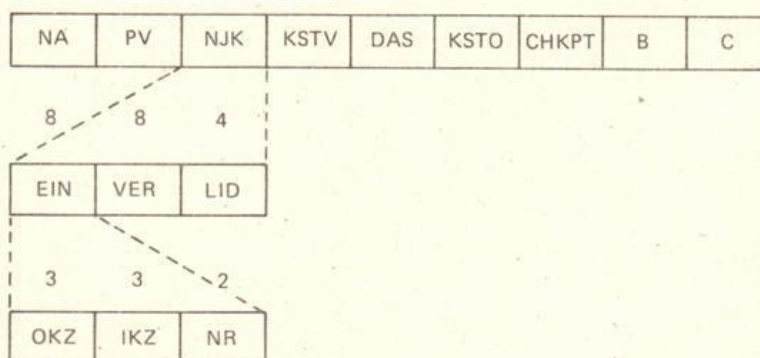 NA PV NJK KSTV DAS KSTO CHKPT B C
8 8 4
EIN VER LID
3 3 2
OKZ IKZ NR